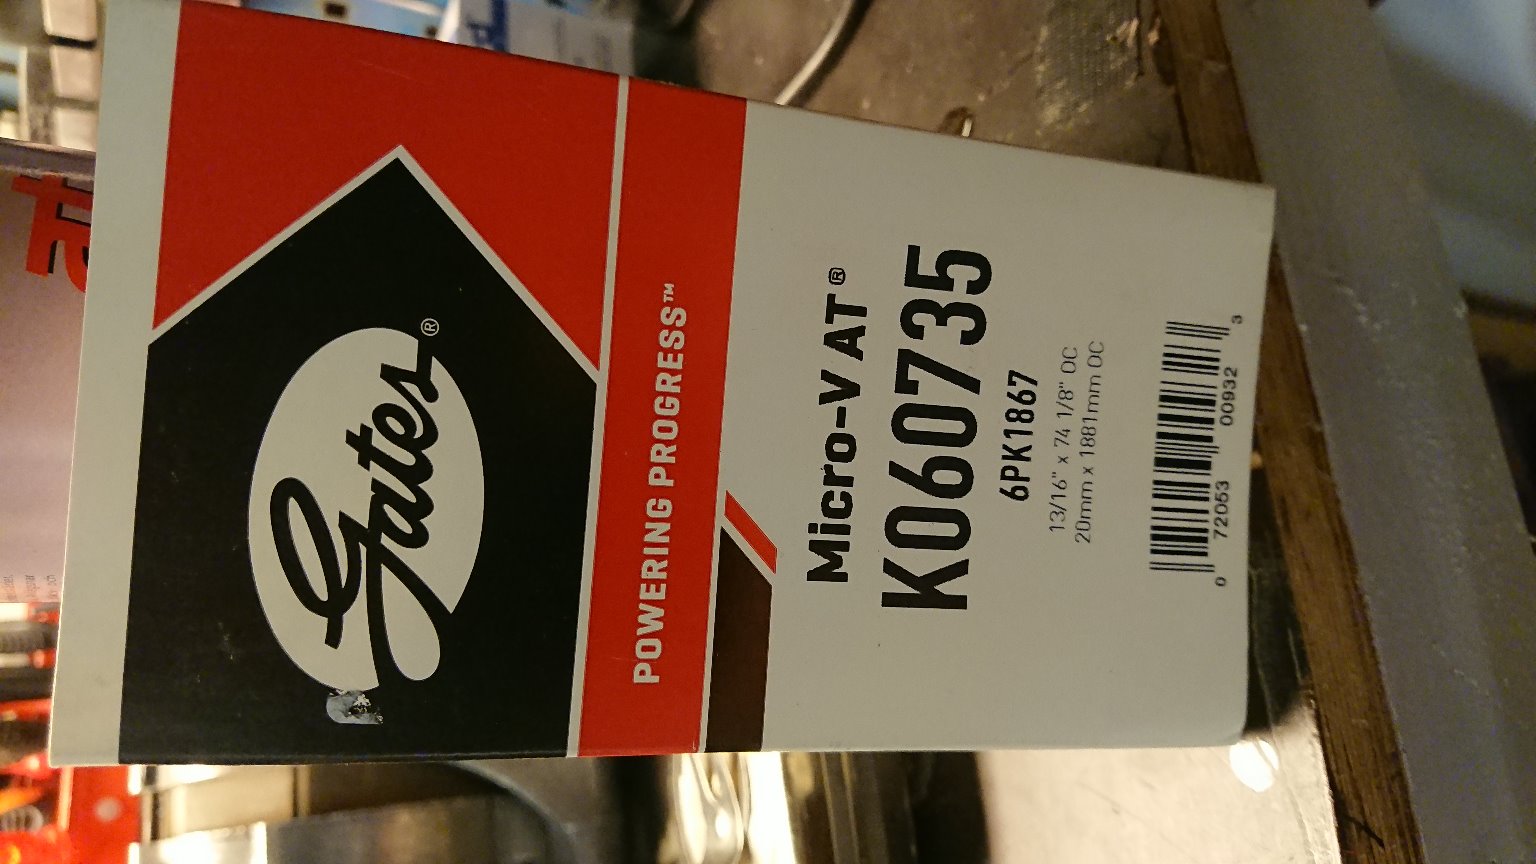 Gates®
POWERING PROGRESS™
Micro-V AT®
K060735
6PK1867
13/16" x 74 1/8" OC
20mm x 1881mm OC
0 72053 00932 3